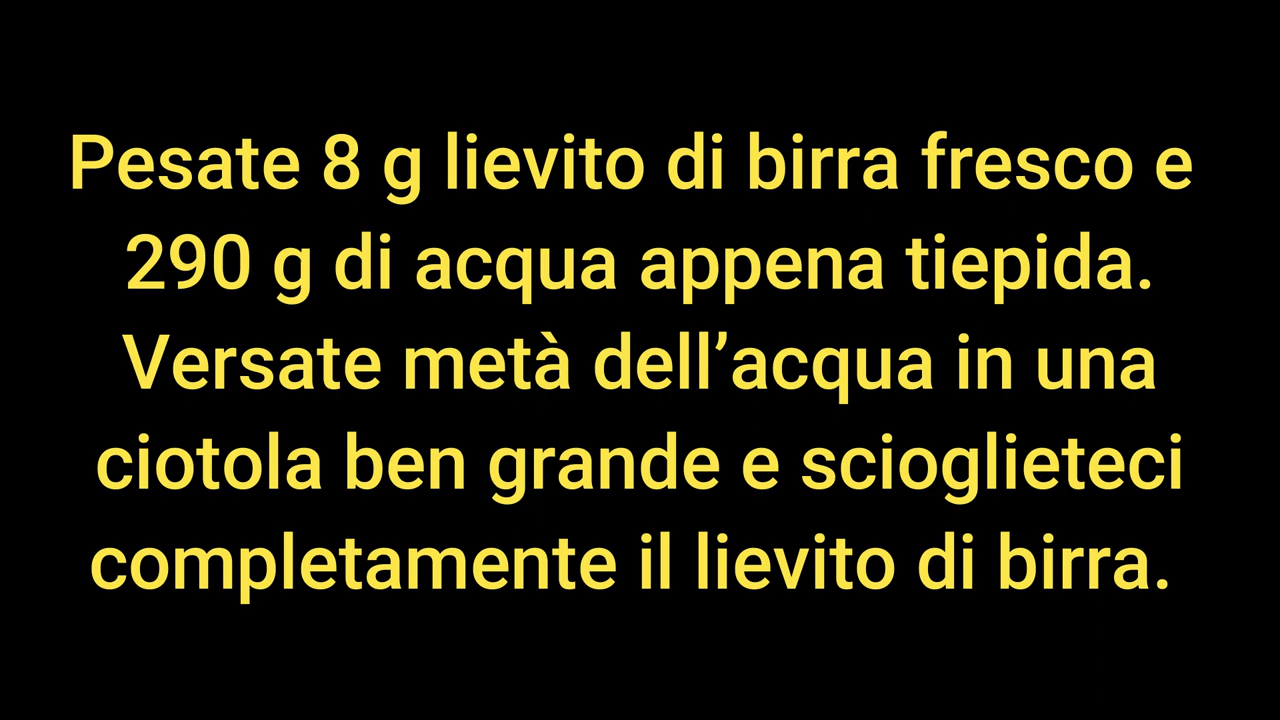 Pesate 8 g lievito di birra fresco e
290 g di acqua appena tiepida.
Versate metà dell’acqua in una
ciotola ben grande e scioglieteci
completamente il lievito di birra.